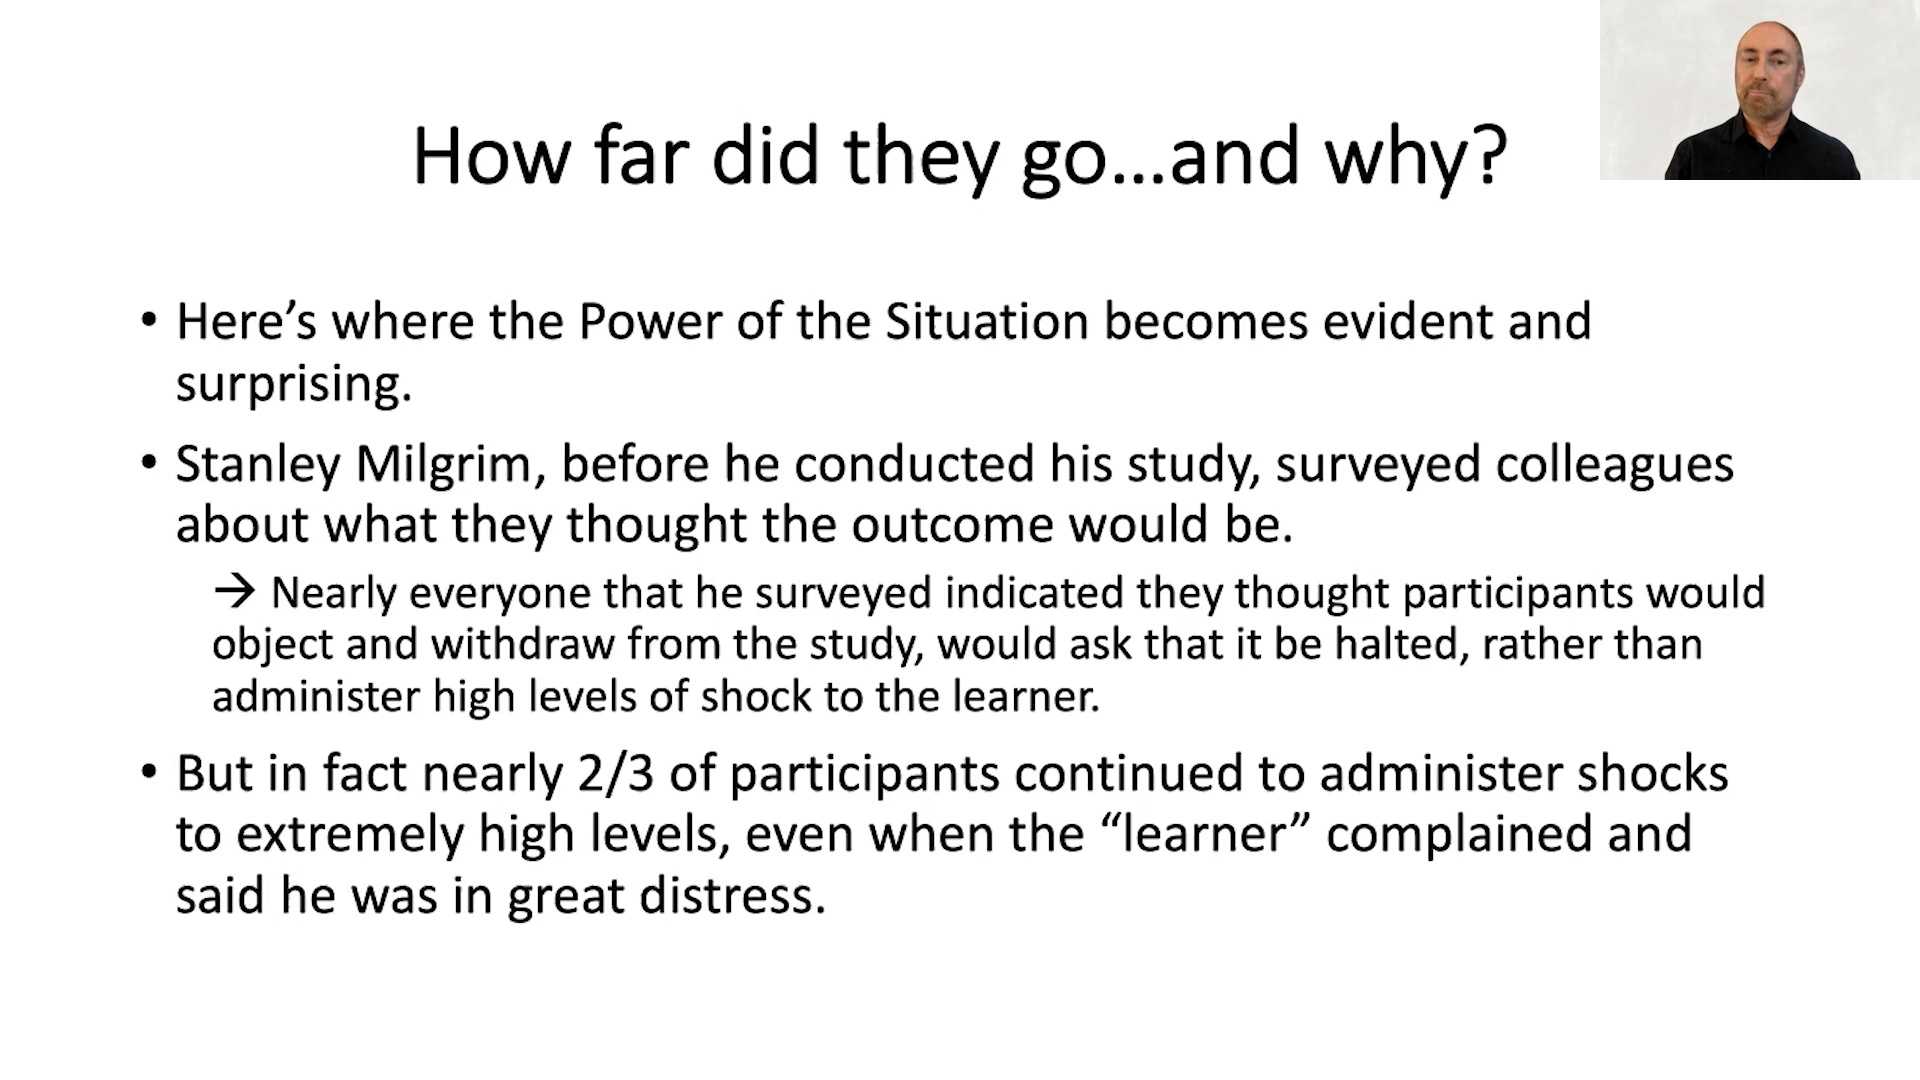 How far did they go...and why?
• Here’s where the Power of the Situation becomes evident and
surprising.
• Stanley Milgrim, before he conducted his study, surveyed colleagues
about what they thought the outcome would be.
→ Nearly everyone that he surveyed indicated they thought participants would
object and withdraw from the study, would ask that it be halted, rather than
administer high levels of shock to the learner.
• But in fact nearly 2/3 of participants continued to administer shocks
to extremely high levels, even when the “learner” complained and
said he was in great distress.